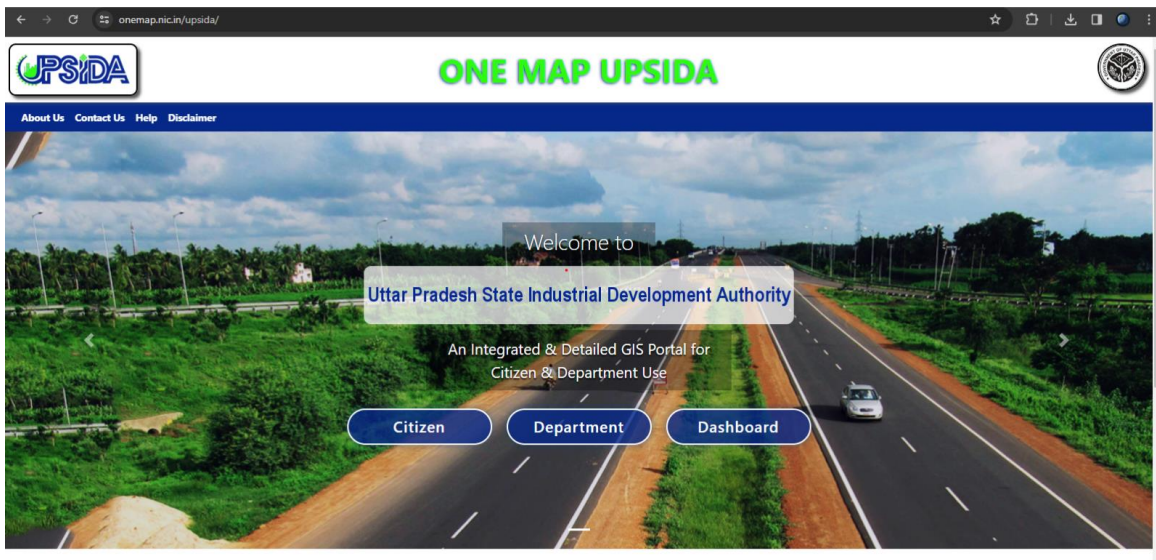 onemap.nic.in/upsida/
UPSIDA
ONE MAP UPSIDA
About Us Contact Us Help Disclaimer
Welcome to
Uttar Pradesh State Industrial Development Authority
An Integrated & Detailed GIS Portal for
Citizen & Department Use
Citizen Department Dashboard